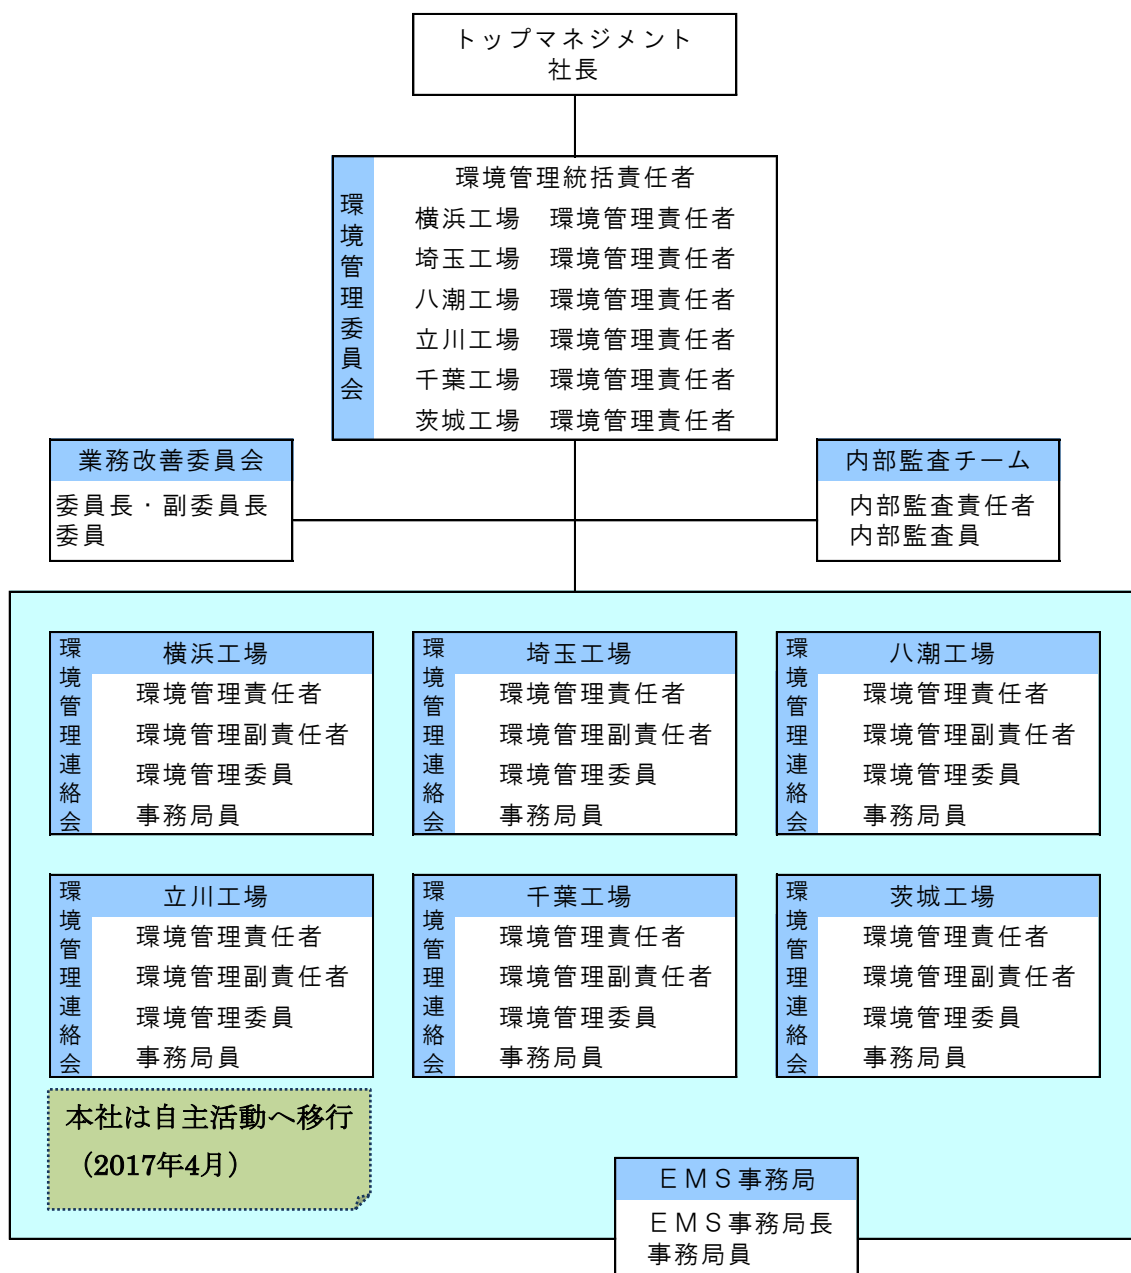 トップマネジメント
社長
環境管理委員会
環境管理統括責任者
横浜工場　環境管理責任者
埼玉工場　環境管理責任者
八潮工場　環境管理責任者
立川工場　環境管理責任者
千葉工場　環境管理責任者
茨城工場　環境管理責任者
業務改善委員会
委員長・副委員長
委員
内部監査チーム
内部監査責任者
内部監査員
環境管理連絡会
横浜工場
環境管理責任者
環境管理副責任者
環境管理委員
事務局員
環境管理連絡会
埼玉工場
環境管理責任者
環境管理副責任者
環境管理委員
事務局員
環境管理連絡会
八潮工場
環境管理責任者
環境管理副責任者
環境管理委員
事務局員
環境管理連絡会
立川工場
環境管理責任者
環境管理副責任者
環境管理委員
事務局員
環境管理連絡会
千葉工場
環境管理責任者
環境管理副責任者
環境管理委員
事務局員
環境管理連絡会
茨城工場
環境管理責任者
環境管理副責任者
環境管理委員
事務局員
本社は自主活動へ移行
（2017年4月）
ＥＭＳ事務局
ＥＭＳ事務局長
事務局員